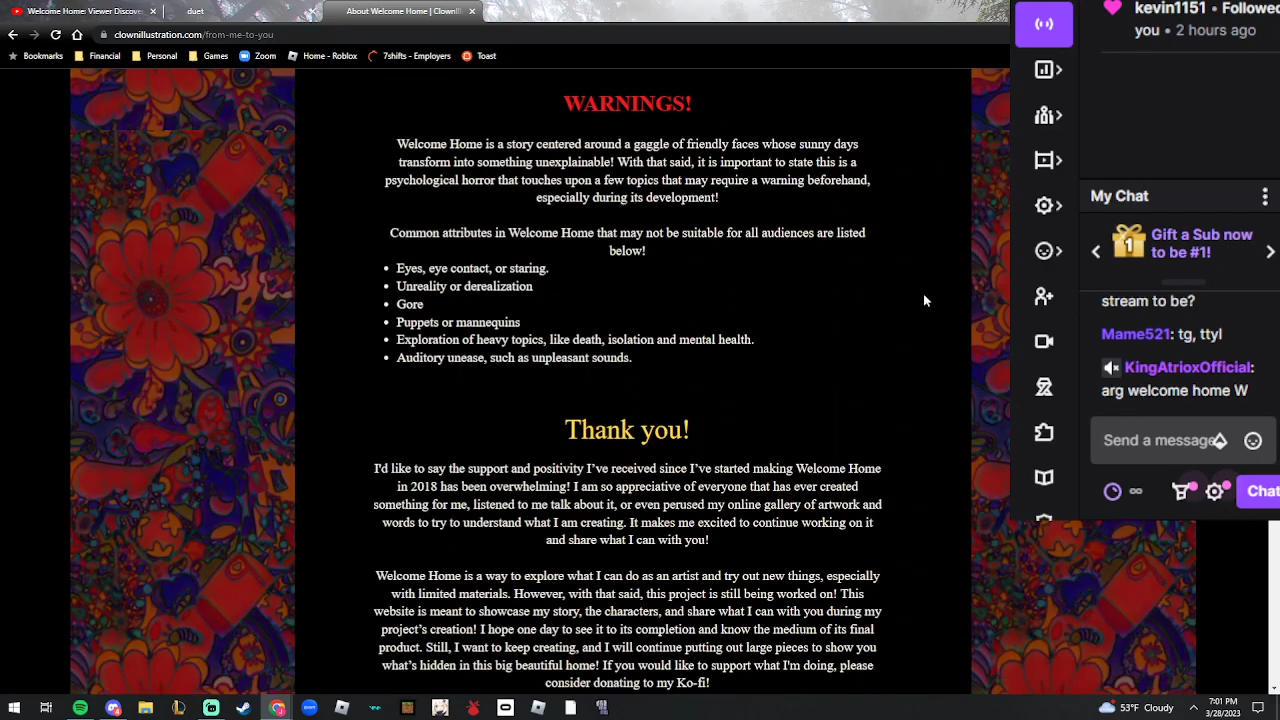 Welcome Home Viewer Discov
duet
About Welcome Home | Clownill
kevin1151 • Followed
you • 2 hours ago
clownillustration.com/from-me-to-you
Bookmarks
Financial
Personal
Games
Zoom
Home - Roblox
7shifts - Employers
Toast
WARNINGS!
Welcome Home is a story centered around a gaggle of friendly faces whose sunny days
transform into something unexplainable! With that said, it is important to state this is a
psychological horror that touches upon a few topics that may require a warning beforehand,
especially during its development!
Common attributes in Welcome Home that may not be suitable for all audiences are listed
below!
• Eyes, eye contact, or staring.
• Unreality or derealization
• Gore
• Puppets or mannequins
• Exploration of heavy topics, like death, isolation and mental health.
• Auditory unease, such as unpleasant sounds.
Thank you!
I'd like to say the support and positivity I've received since I've started making Welcome Home
in 2018 has been overwhelming! I am so appreciative of everyone that has ever created
something for me, listened to me talk about it, or even perused my online gallery of artwork and
words to try to understand what I am creating. It makes me excited to continue working on it
and share what I can with you!
Welcome Home is a way to explore what I can do as an artist and try out new things, especially
with limited materials. However, with that said, this project is still being worked on! This
website is meant to showcase my story, the characters, and share what I can with you during my
project's creation! I hope one day to see it to its completion and know the medium of its final
product. Still, I want to keep creating, and I will continue putting out large pieces to show you
what's hidden in this big beautiful home! If you would like to support what I'm doing, please
consider donating to my Ko-fi!
My Chat
1
Gift a Sub now
to be #1!
stream to be?
Mame521: tg, ttyl
KingAtrioxOfficial:
arg welcome home W
Send a message
Chat
53°F Cloudy
7:01 PM
3/28/2023